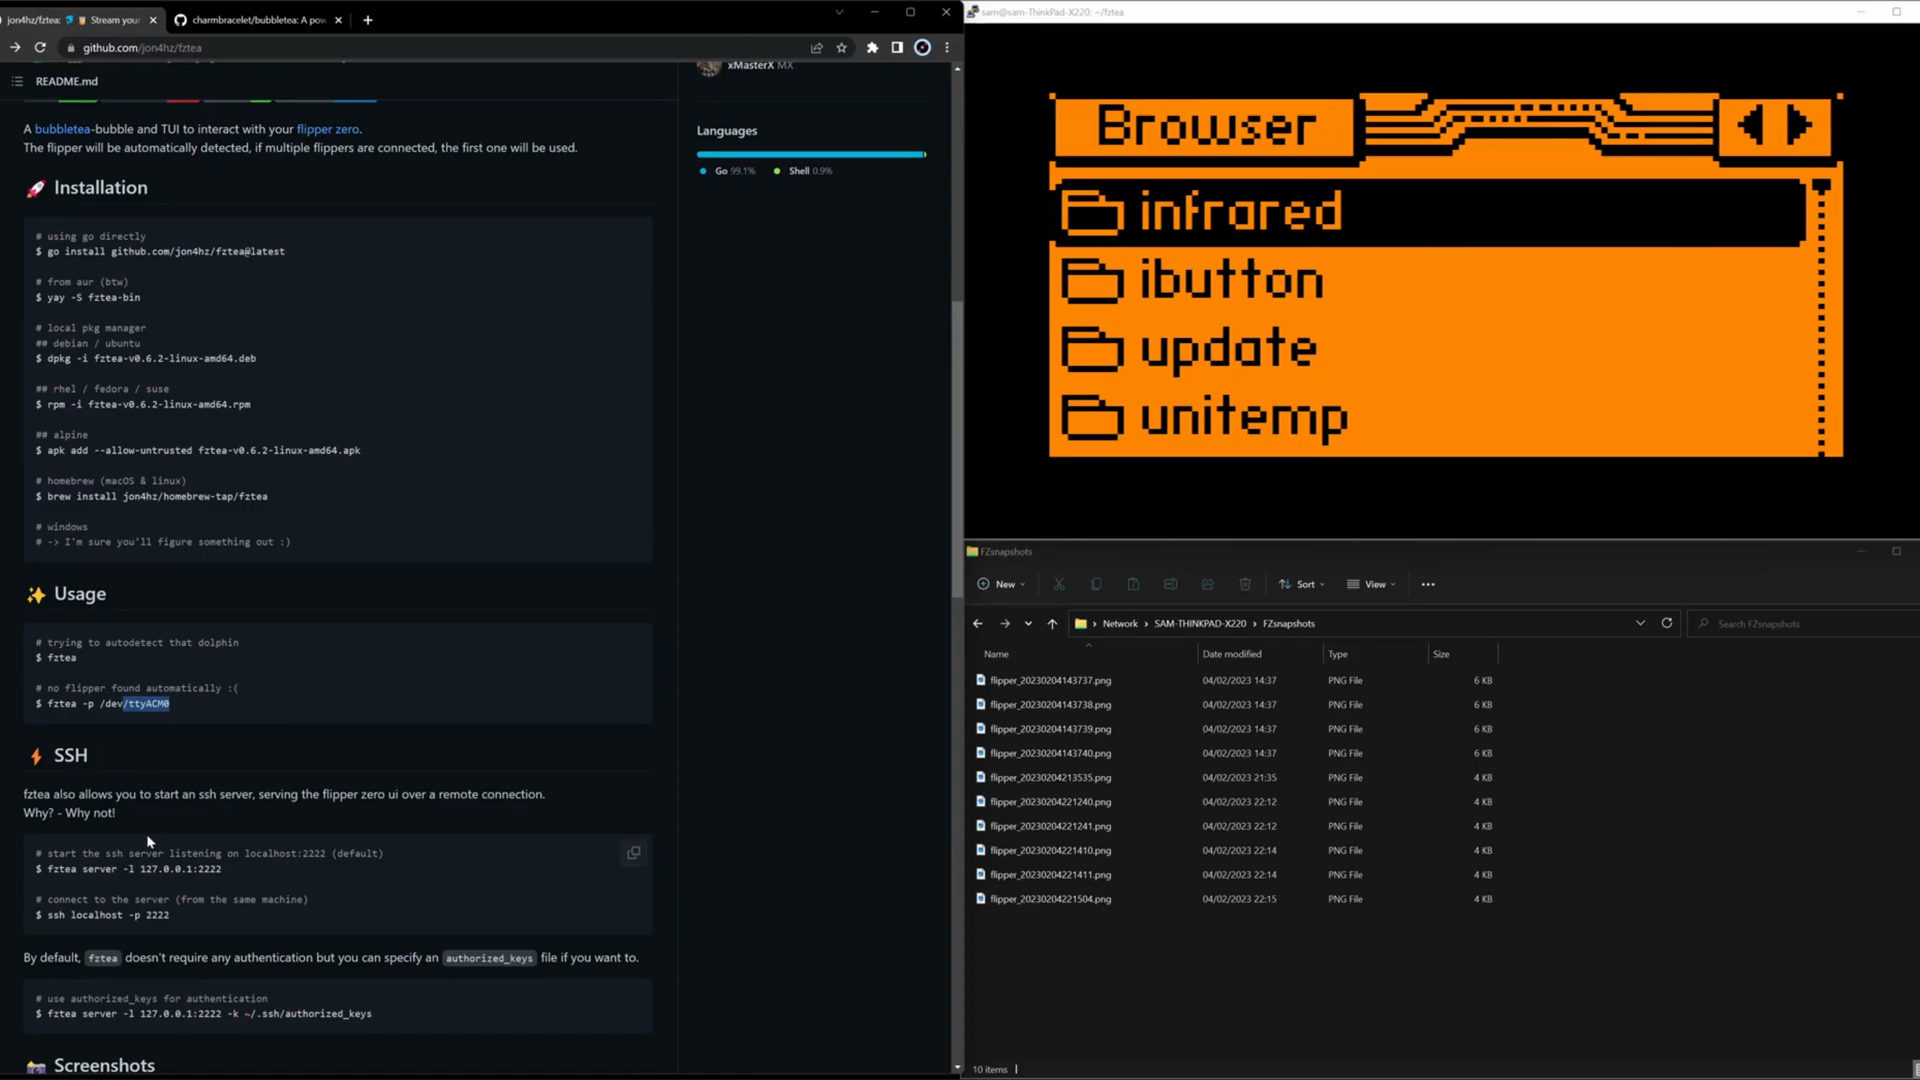 jon4hz/fztea: Stream your
charmbracelet/bubbletea: A pow
github.com/jon4hz/fztea
README.md
A bubbletea-bubble and TUI to interact with your flipper zero.
The flipper will be automatically detected, if multiple flippers are connected, the first one will be used.
Installation
# using go directly
$ go install github.com/jon4hz/fztea@latest
# from aur (btw)
$ yay -S fztea-bin
# local pkg manager
## debian / ubuntu
$ dpkg -i fztea-v0.6.2-linux-amd64.deb
## rhel / fedora / suse
$ rpm -i fztea-v0.6.2-linux-amd64.rpm
## alpine
$ apk add --allow-untrusted fztea-v0.6.2-linux-amd64.apk
# homebrew (macOS & linux)
$ brew install jon4hz/homebrew-tap/fztea
# windows
# -> I'm sure you'll figure something out :)
Usage
# trying to autodetect that dolphin
$ fztea
# no flipper found automatically :(
$ fztea -p /dev/ttyACM0
SSH
fztea also allows you to start an ssh server, serving the flipper zero ui over a remote connection.
Why? - Why not!
# start the ssh server listening on localhost:2222 (default)
$ fztea server -l 127.0.0.1:2222
# connect to the server (from the same machine)
$ ssh localhost -p 2222
By default, fztea doesn't require any authentication but you can specify an authorized_keys file if you want to.
# use authorized_keys for authentication
$ fztea server -l 127.0.0.1:2222 -k ~/.ssh/authorized_keys
Screenshots
xMasterX MX
Languages
Go 99.1% Shell 0.9%
sam@sam-ThinkPad-X220: ~/fztea
Browser
infrared
ibutton
update
unitemp
FZsnapshots
New Sort View
Network > SAM-THINKPAD-X220 > FZsnapshots Search FZsnapshots
Name Date modified Type Size
flipper_20230204143737.png 04/02/2023 14:37 PNG File 6 KB
flipper_20230204143738.png 04/02/2023 14:37 PNG File 6 KB
flipper_20230204143739.png 04/02/2023 14:37 PNG File 6 KB
flipper_20230204143740.png 04/02/2023 14:37 PNG File 6 KB
flipper_20230204213535.png 04/02/2023 21:35 PNG File 4 KB
flipper_20230204221240.png 04/02/2023 22:12 PNG File 4 KB
flipper_20230204221241.png 04/02/2023 22:12 PNG File 4 KB
flipper_20230204221410.png 04/02/2023 22:14 PNG File 4 KB
flipper_20230204221411.png 04/02/2023 22:14 PNG File 4 KB
flipper_20230204221504.png 04/02/2023 22:15 PNG File 4 KB
10 items